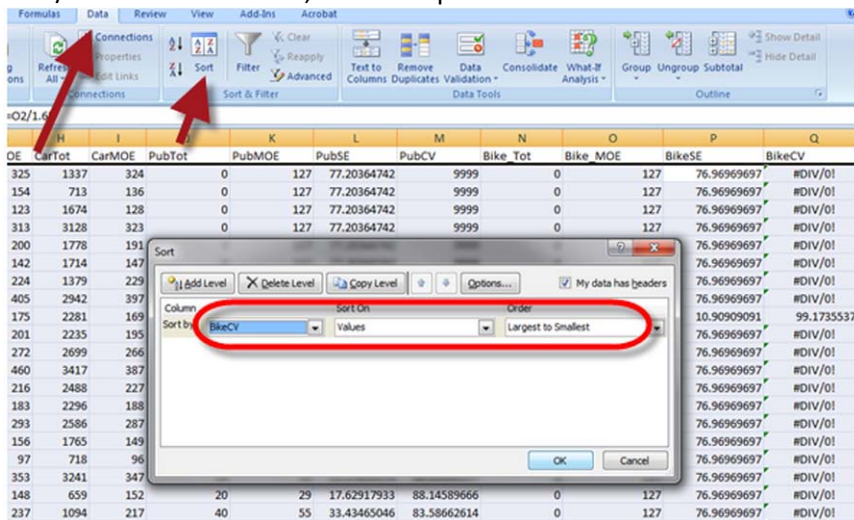 Formulas Data Review View Add-Ins Acrobat
Connections Clear Show Detail
Properties Reapply Hide Detail
Refresh All Edit Links Sort Filter Advanced Text to Columns Remove Duplicates Data Validation Consolidate What-If Analysis Group Ungroup Subtotal
Sort & Filter Data Tools Outline
=O2/1.6
H I K L M N O P Q
OE CarTot CarMOE PubTot PubMOE PubSE PubCV Bike_Tot Bike_MOE BikeSE BikeCV
325 1337 324 0 127 77.20364742 9999 0 127 76.96969697 #DIV/0!
154 713 136 0 127 77.20364742 9999 0 127 76.96969697 #DIV/0!
123 1674 128 0 127 77.20364742 9999 0 127 76.96969697 #DIV/0!
313 3128 323 0 127 77.20364742 9999 0 127 76.96969697 #DIV/0!
200 1778 191 76.96969697 #DIV/0!
142 1714 147 76.96969697 #DIV/0!
224 1379 229 76.96969697 #DIV/0!
405 2942 397 76.96969697 #DIV/0!
175 2281 169 10.90909091 99.1735537
201 2235 195 76.96969697 #DIV/0!
272 2699 266 76.96969697 #DIV/0!
460 3417 387 76.96969697 #DIV/0!
216 2488 227 76.96969697 #DIV/0!
183 2296 188 76.96969697 #DIV/0!
293 2586 287 76.96969697 #DIV/0!
156 1765 149 76.96969697 #DIV/0!
97 718 96 76.96969697 #DIV/0!
353 3241 347 76.96969697 #DIV/0!
148 659 152 20 29 17.62917933 88.14589666 0 127 76.96969697 #DIV/0!
237 1094 217 40 55 33.43465046 83.58662614 0 127 76.96969697 #DIV/0!
Sort
Add Level Delete Level Copy Level Options... My data has headers
Column Sort On Order
Sort by BikeCV Values Largest to Smallest
OK Cancel